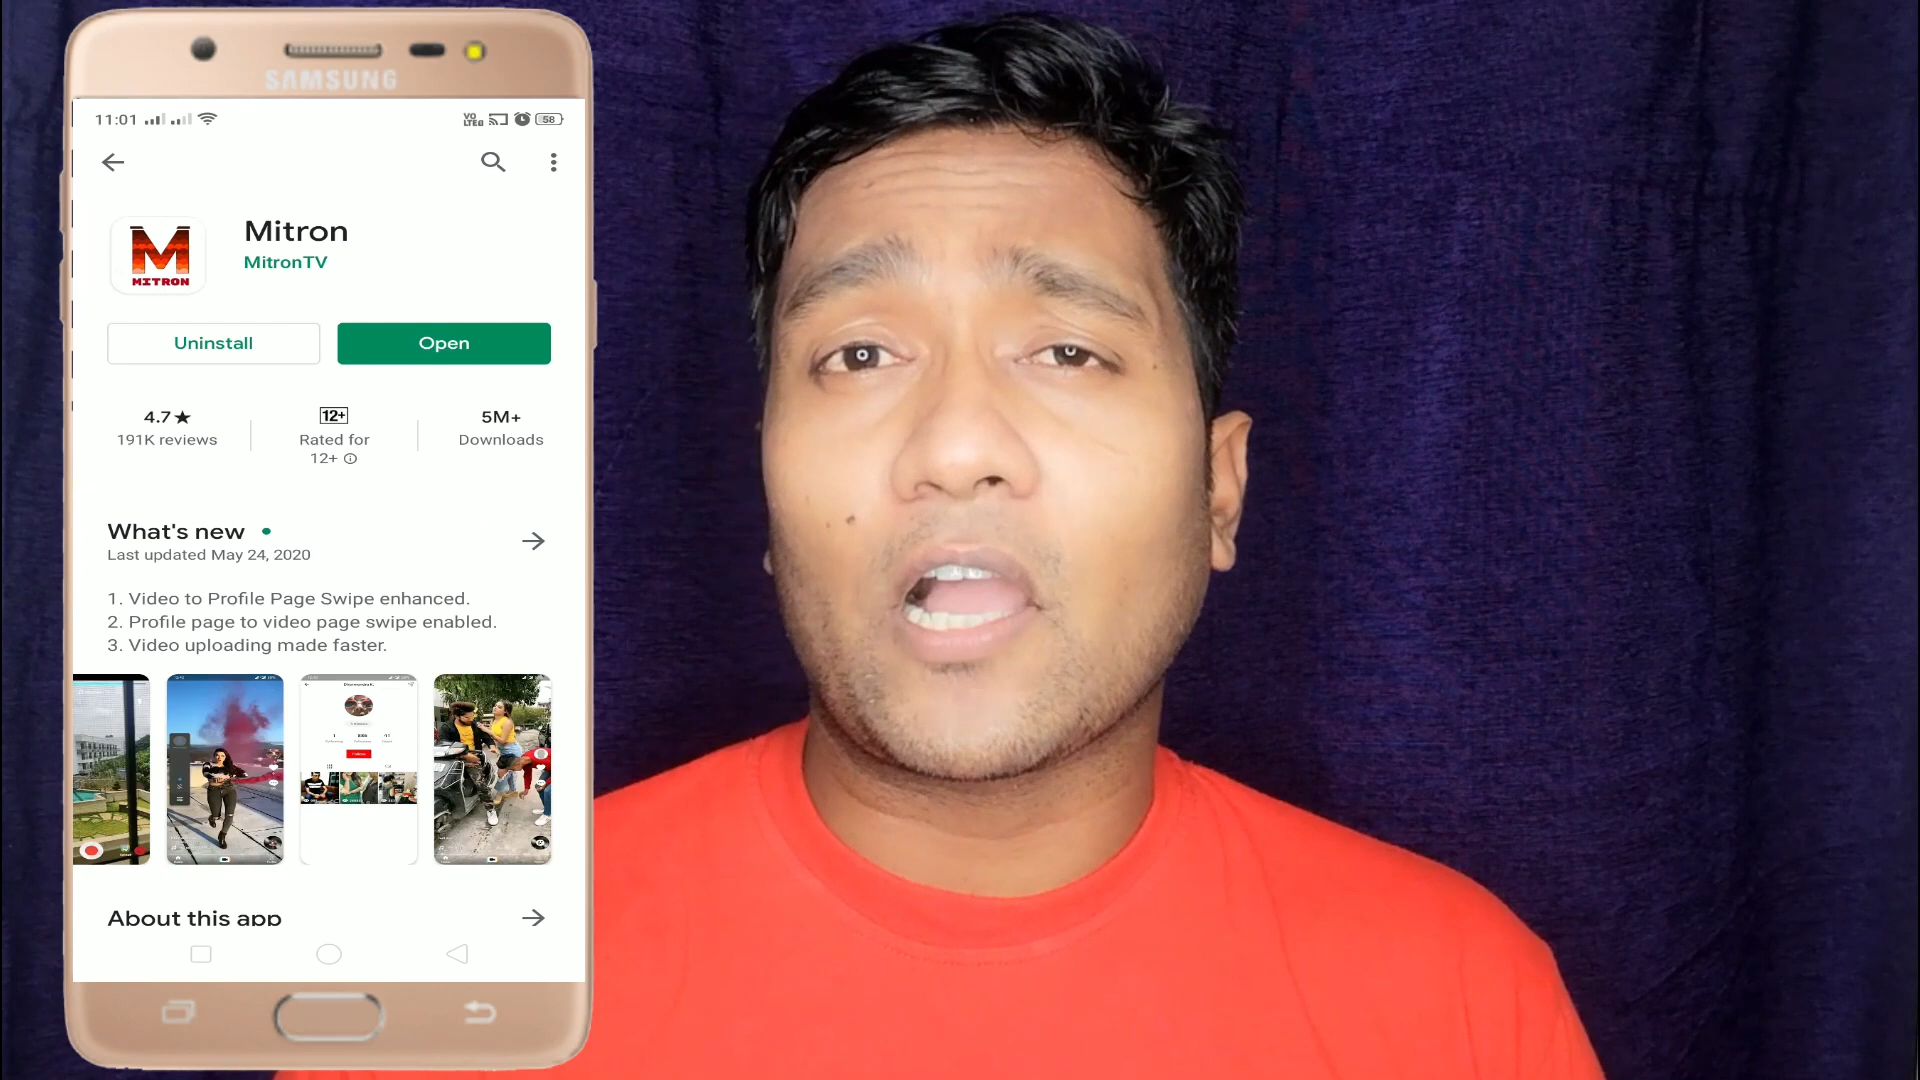 SAMSUNG
11:01
VO
LTE
58
Mitron
MitronTV
MITRON
Uninstall
Open
4.7★
191K reviews
12+
Rated for
12+
5M+
Downloads
What's new
Last updated May 24, 2020
1. Video to Profile Page Swipe enhanced.
2. Profile page to video page swipe enabled.
3. Video uploading made faster.
About this app